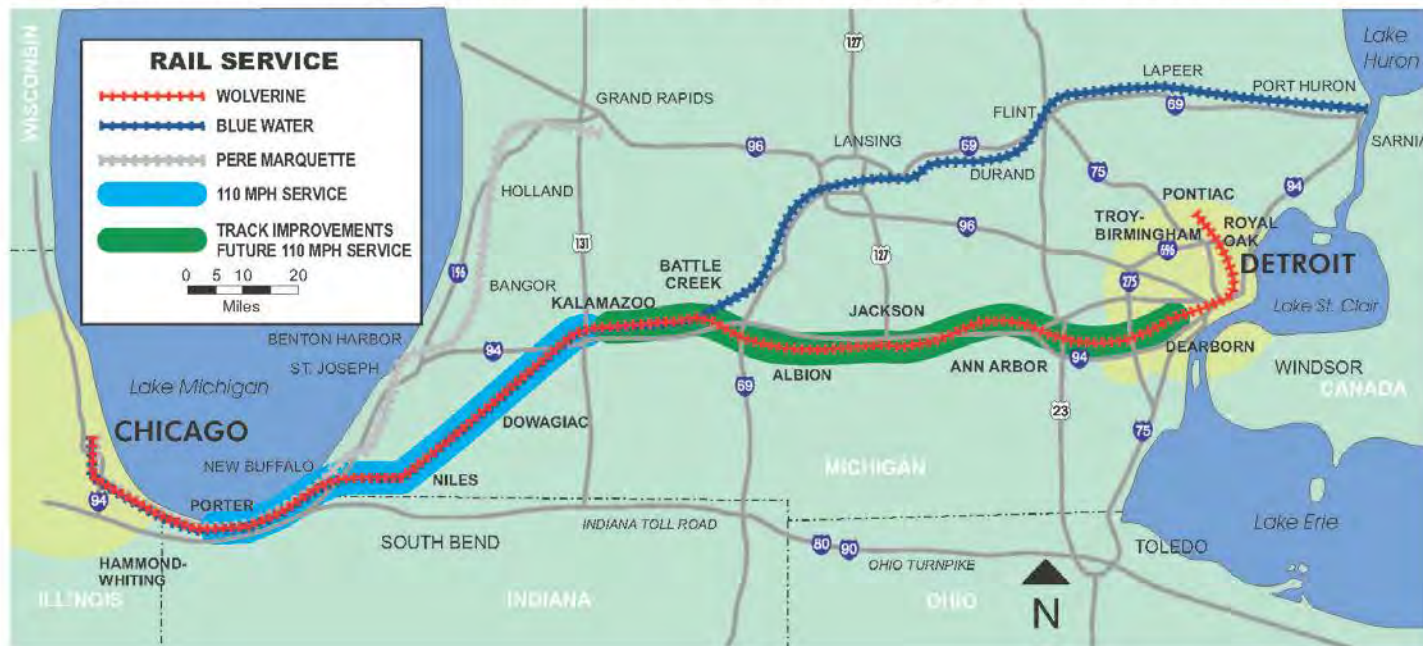 WISCONSIN
RAIL SERVICE
WOLVERINE
BLUE WATER
PERE MARQUETTE
110 MPH SERVICE
TRACK IMPROVEMENTS
FUTURE 110 MPH SERVICE
0 5 10 20
Miles
127
Lake
Huron
LAPEER
PORT HURON
GRAND RAPIDS
FLINT
69
SARNIA
LANSING
96
69
DURAND
75
94
HOLLAND
PONTIAC
TROY-
BIRMINGHAM
ROYAL
OAK
696
96
131
127
196
275
DETROIT
BATTLE
CREEK
BANGOR
KALAMAZOO
JACKSON
Lake St. Clair
BENTON HARBOR
94
ST. JOSEPH
94
DEARBORN
WINDSOR
CANADA
ALBION
ANN ARBOR
69
Lake Michigan
23
75
DOWAGIAC
CHICAGO
NEW BUFFALO
NILES
MICHIGAN
94
PORTER
INDIANA TOLL ROAD
SOUTH BEND
80 90
OHIO TURNPIKE
TOLEDO
Lake Erie
HAMMOND-
WHITING
ILLINOIS
INDIANA
OHIO
N